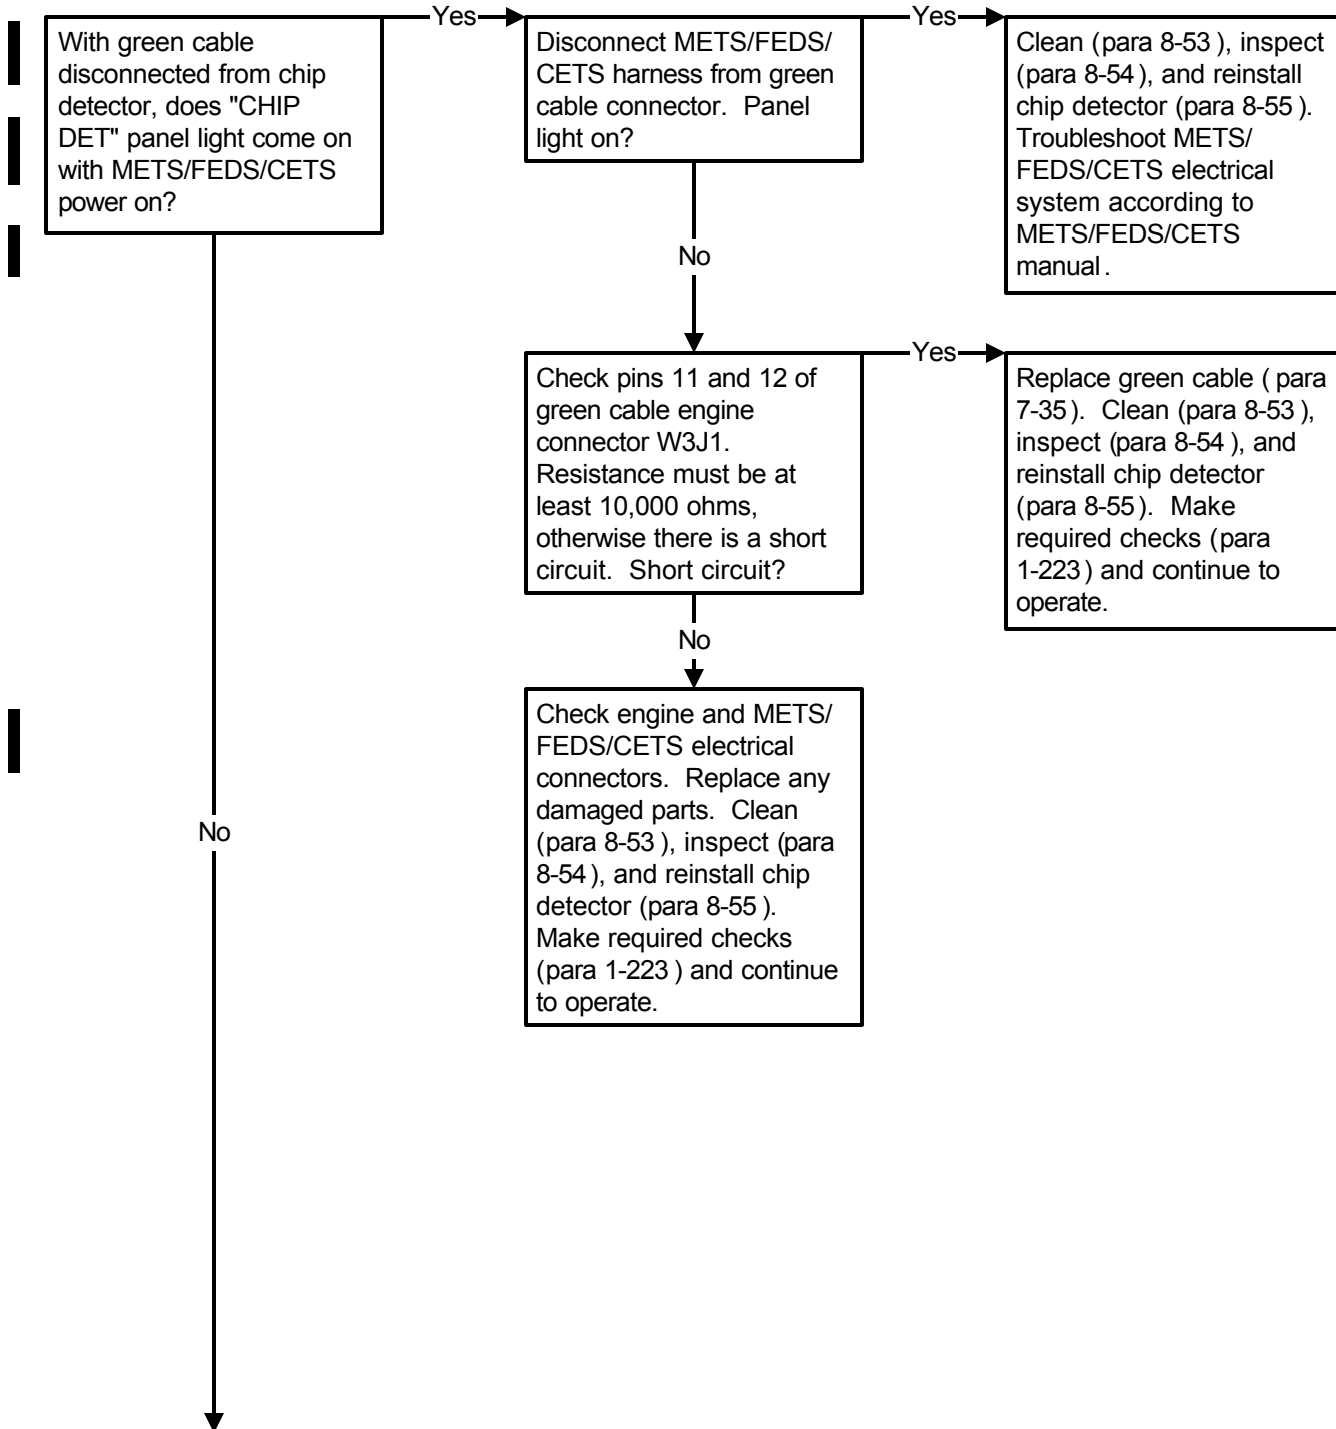 With green cable
disconnected from chip
detector, does "CHIP
DET" panel light come on
with METS/FEDS/CETS
power on?
Yes
Disconnect METS/FEDS/
CETS harness from green
cable connector. Panel
light on?
Yes
Clean (para 8-53 ), inspect
(para 8-54 ), and reinstall
chip detector (para 8-55 ).
Troubleshoot METS/
FEDS/CETS electrical
system according to
METS/FEDS/CETS
manual .
No
Check pins 11 and 12 of
green cable engine
connector W3J1.
Resistance must be at
least 10,000 ohms,
otherwise there is a short
circuit. Short circuit?
Yes
Replace green cable ( para
7-35 ). Clean (para 8-53 ),
inspect (para 8-54 ), and
reinstall chip detector
(para 8-55 ). Make
required checks (para
1-223 ) and continue to
operate.
No
Check engine and METS/
FEDS/CETS electrical
connectors. Replace any
damaged parts. Clean
(para 8-53 ), inspect (para
8-54 ), and reinstall chip
detector (para 8-55 ).
Make required checks
(para 1-223 ) and continue
to operate.
No